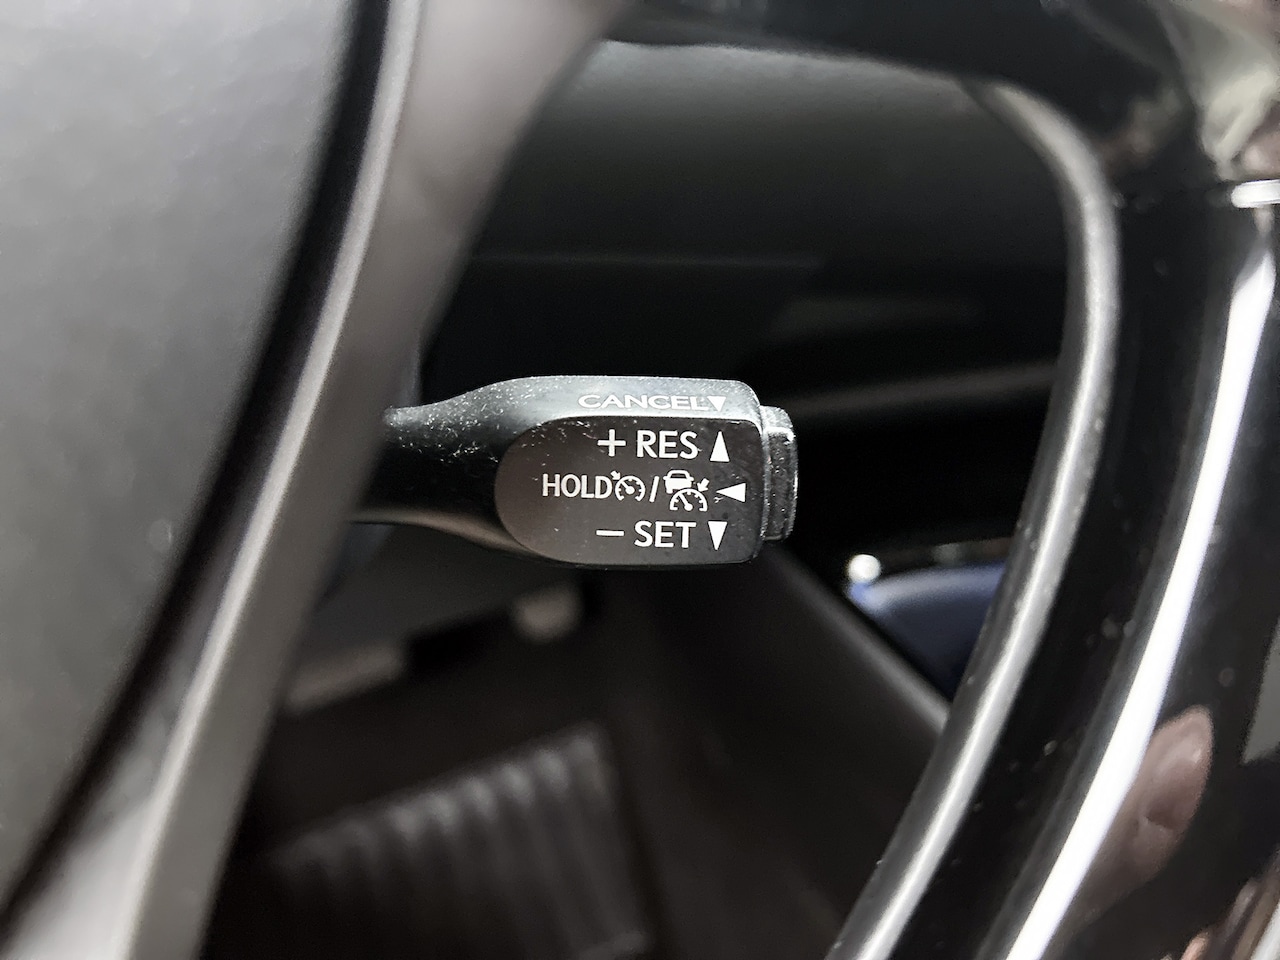 CANCEL
+ RES
HOLD /
− SET